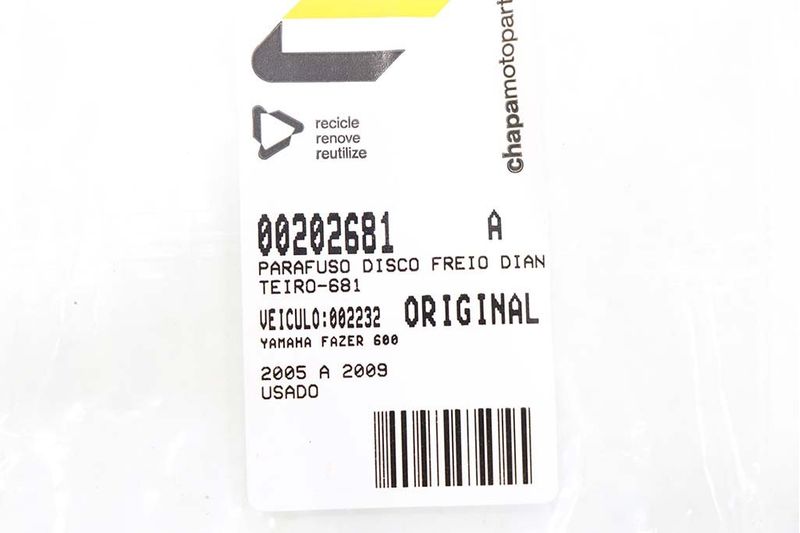 recicle
renove
reutilize
chapamotopart
00202681 A
PARAFUSO DISCO FREIO DIAN
TEIRO-681
VEICULO:002232 ORIGINAL
YAMAHA FAZER 600
2005 A 2009
USADO